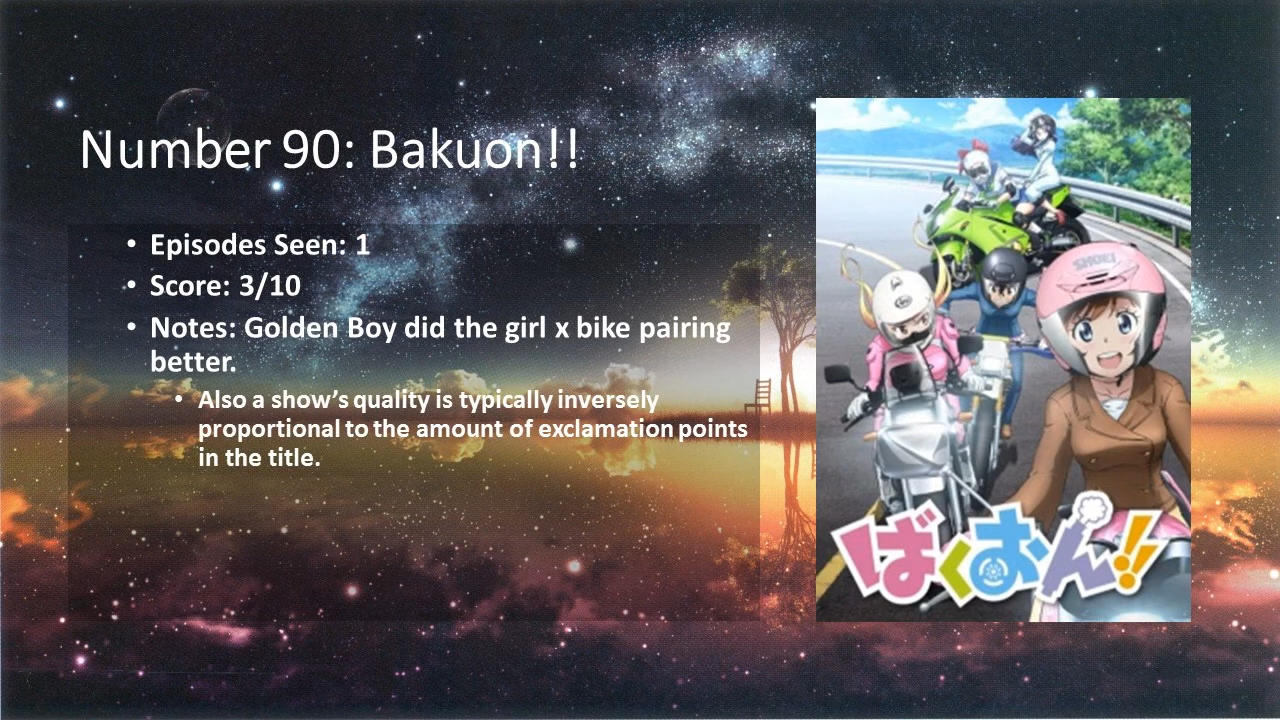 Number 90: Bakuon!!
• Episodes Seen: 1
• Score: 3/10
• Notes: Golden Boy did the girl x bike pairing
better.
• Also a show’s quality is typically inversely
proportional to the amount of exclamation points
in the title.
SHOEI
ばくおん!!